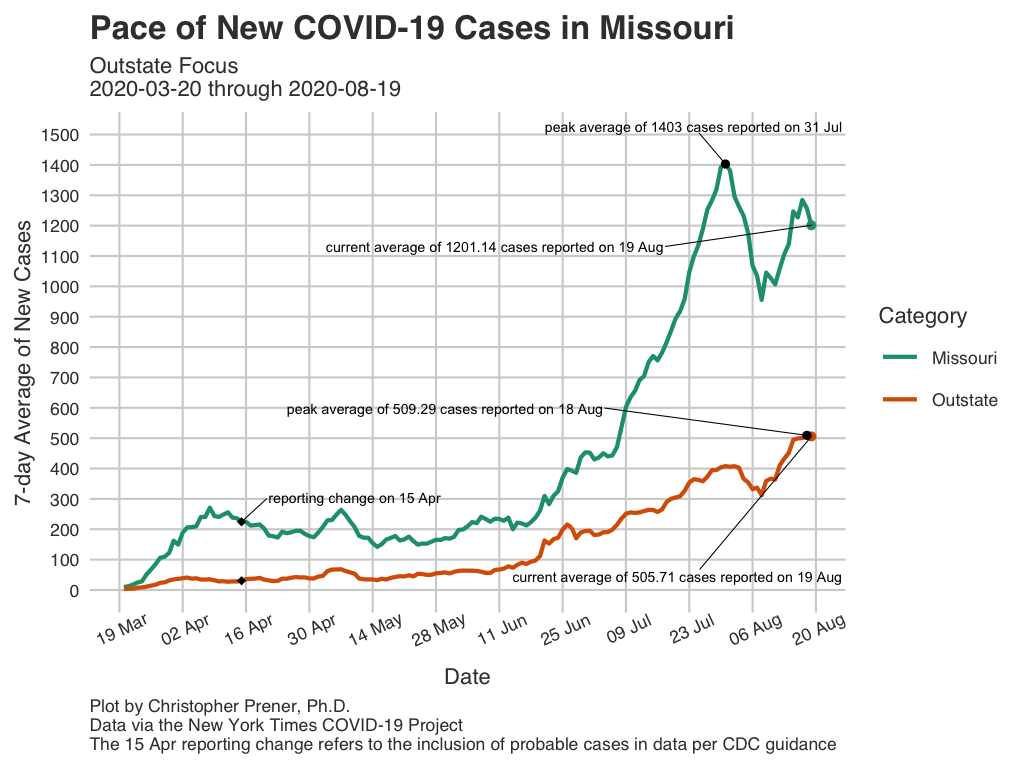 Pace of New COVID-19 Cases in Missouri
Outstate Focus
2020-03-20 through 2020-08-19
7-day Average of New Cases
1500
1400
1300
1200
1100
1000
900
800
700
600
500
400
300
200
100
0
peak average of 1403 cases reported on 31 Jul
current average of 1201.14 cases reported on 19 Aug
peak average of 509.29 cases reported on 18 Aug
reporting change on 15 Apr
current average of 505.71 cases reported on 19 Aug
19 Mar
02 Apr
16 Apr
30 Apr
14 May
28 May
11 Jun
25 Jun
09 Jul
23 Jul
06 Aug
20 Aug
Date
Category
Missouri
Outstate
Plot by Christopher Prener, Ph.D.
Data via the New York Times COVID-19 Project
The 15 Apr reporting change refers to the inclusion of probable cases in data per CDC guidance